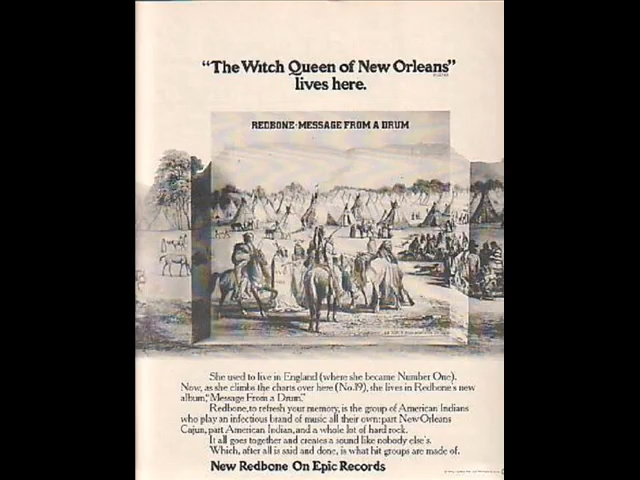 “The Witch Queen of New Orleans”
lives here.
REDBONE·MESSAGE FROM A DRUM
She used to live in England (where she became Number One).
Now, as she climbs the charts over here (No.19), she lives in Redbone's new
album, “Message From a Drum.”
Redbone, to refresh your memory, is the group of American Indians
who play an infectious brand of music all their own: part New Orleans
Cajun, part American Indian, and a whole lot of hard rock.
It all goes together and creates a sound like nobody else's.
Which, after all is said and done, is what hit groups are made of.
New Redbone On Epic Records